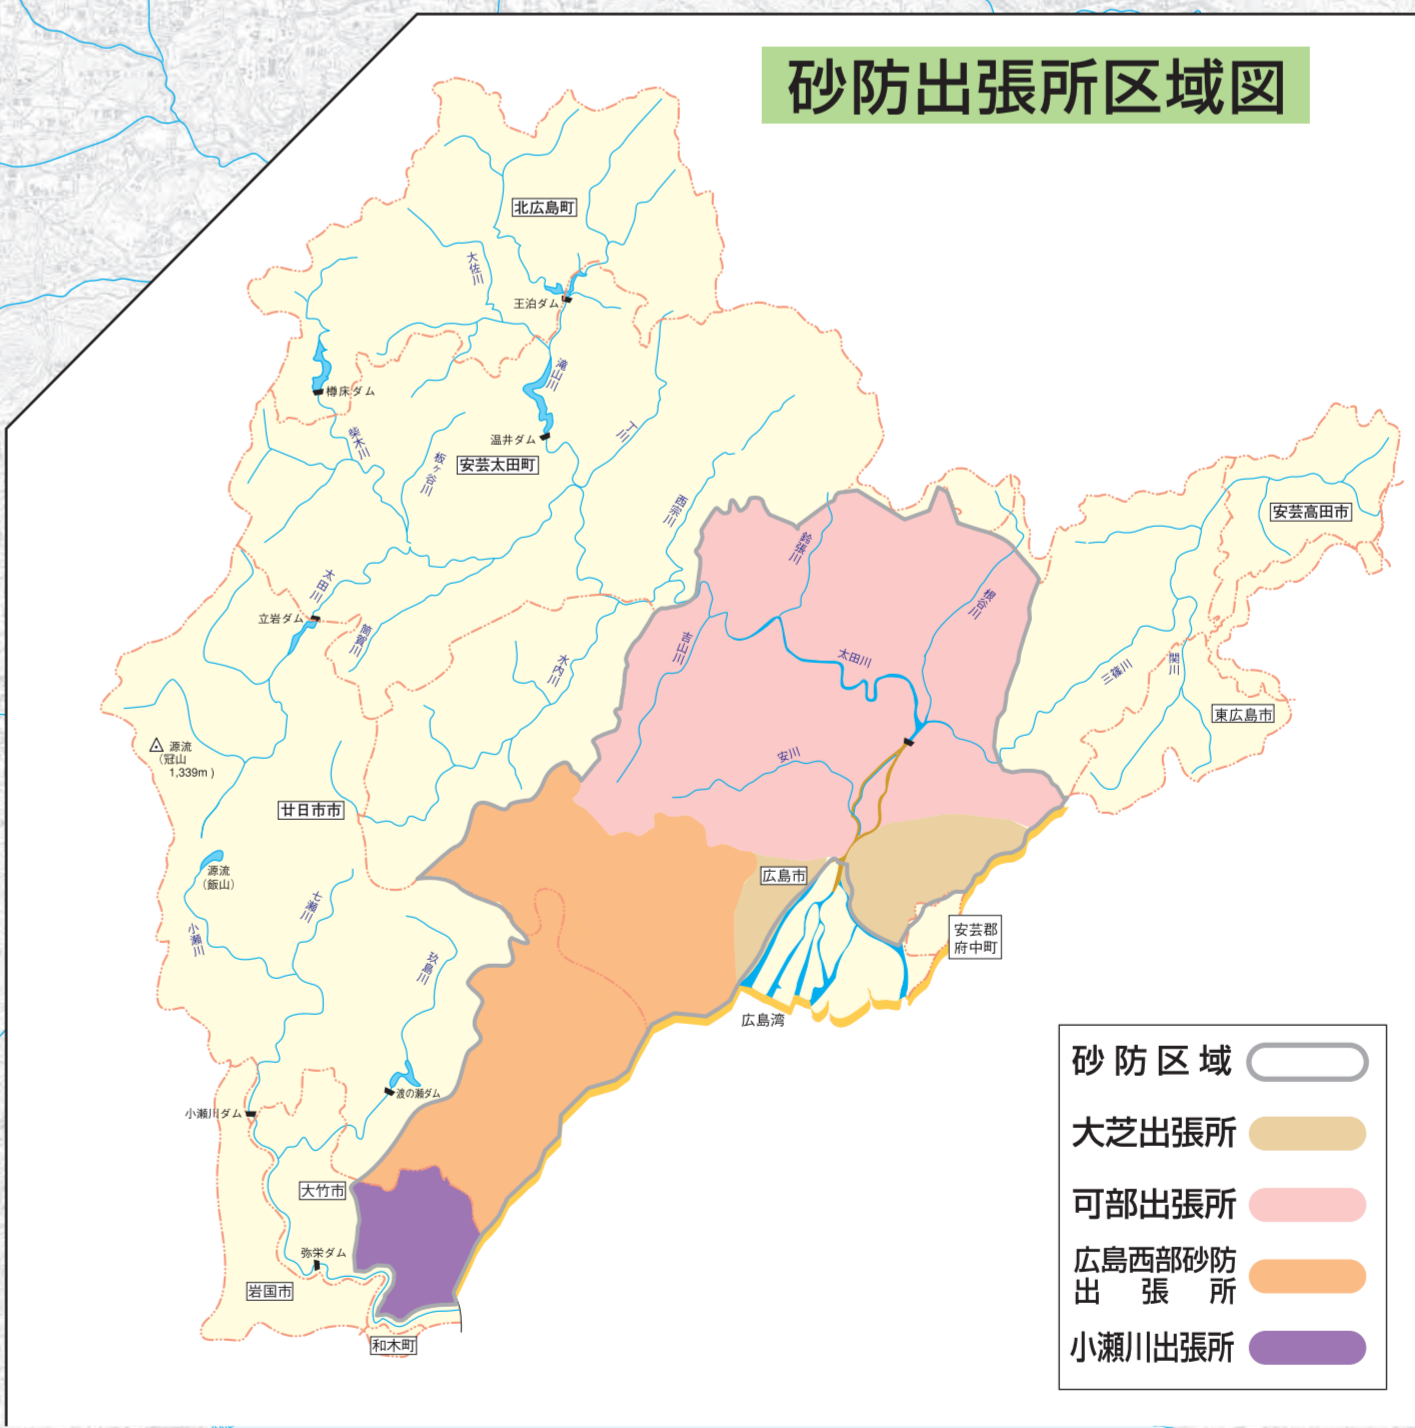 砂防出張所区域図
北広島町
大佐川
王泊ダム
滝山川
樽床ダム
柴木川
板ヶ谷川
温井ダム
安芸太田町
丁川
西宗川
鈴張川
根谷川
安芸高田市
太田川
立岩ダム
筒賀川
水内川
吉山川
太田川
三篠川
関川
東広島市
源流
(冠山
1,339m)
安川
廿日市市
源流
(飯山)
七瀬川
小瀬川
玖島川
広島市
安芸郡
府中町
広島湾
渡の瀬ダム
小瀬川ダム
大竹市
弥栄ダム
岩国市
和木町
砂防区域
大芝出張所
可部出張所
広島西部砂防
出張所
小瀬川出張所